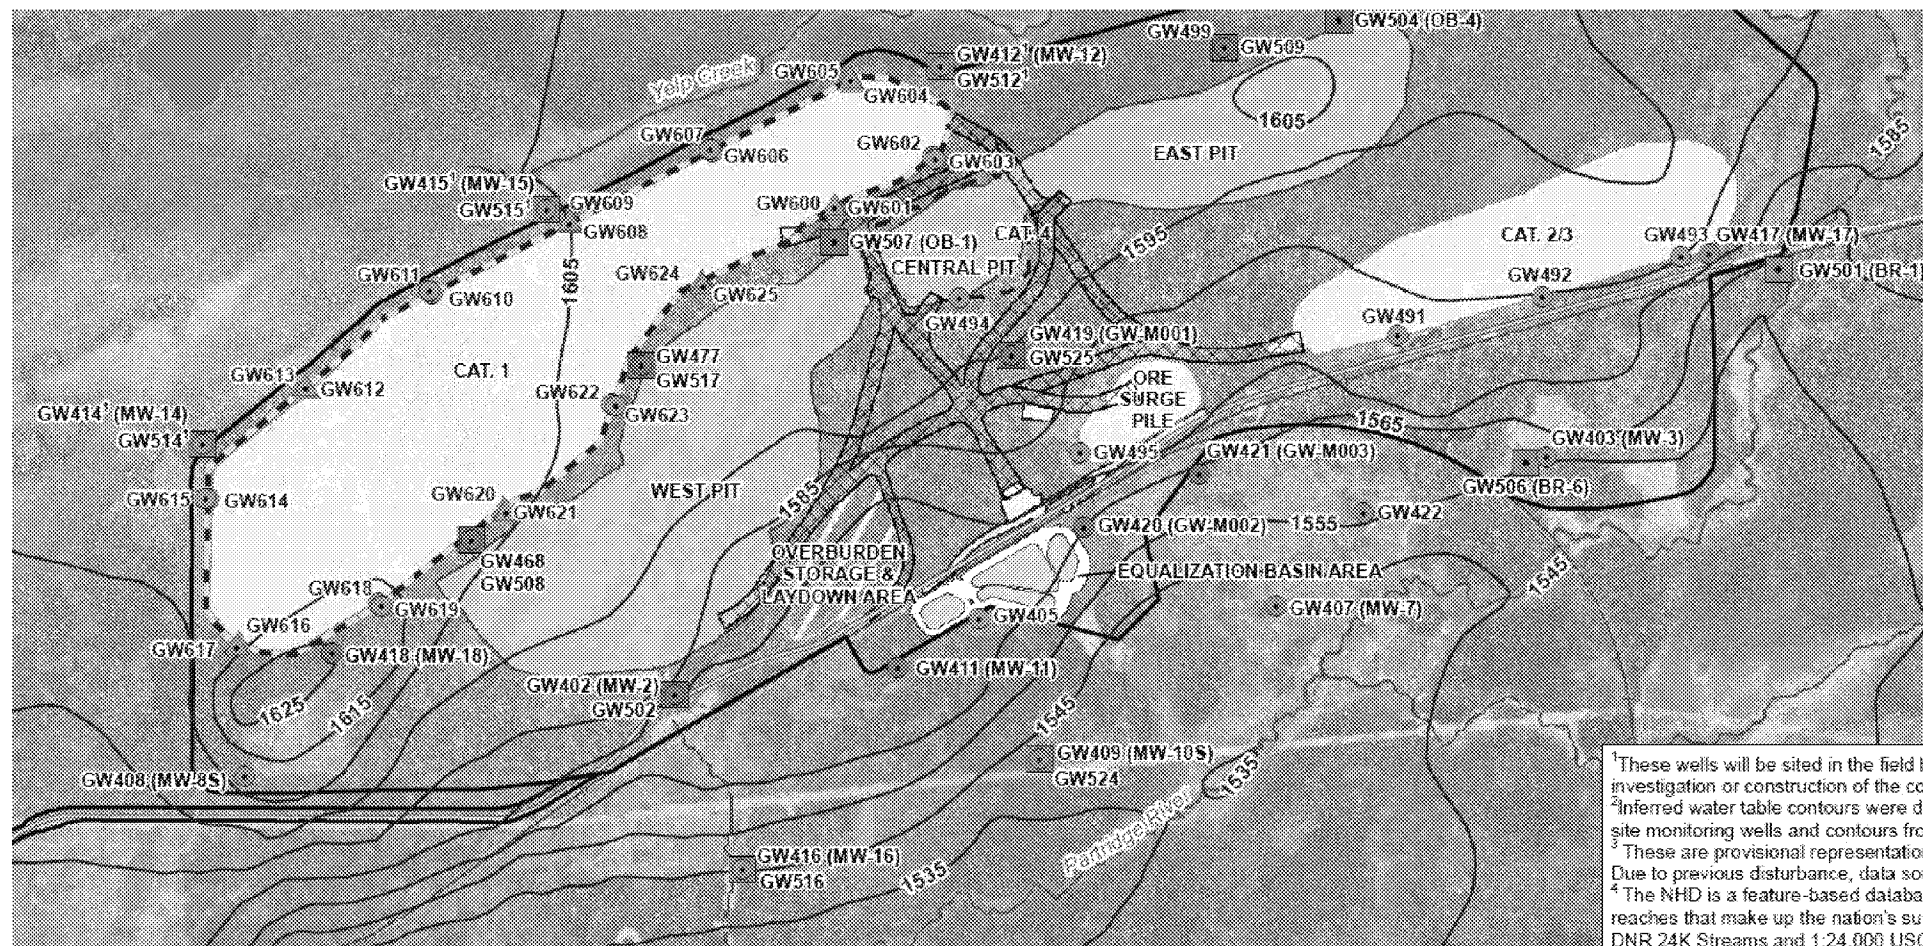 GW504 (OB-4)
GW499
GW509
GW412¹ (MW-12)
GW512¹
Yelp Creek
GW605
GW604
1605
GW607
GW606
GW602
GW603
EAST PIT
1585
GW415¹ (MW-15)
GW515¹
GW609
GW608
GW600
GW601
GW507 (OB-1)
CAT. 4
1595
CAT. 2/3
GW493
GW417 (MW-17)
GW501 (BR-1)
GW611
GW610
1605
GW624
GW625
CENTRAL PIT
GW492
GW494
GW491
GW419 (GW-M001)
GW525
GW477
GW517
GW613
GW612
CAT. 1
GW622
GW623
ORE
SURGE
PILE
GW414¹ (MW-14)
GW514¹
1565
GW403 (MW-3)
GW495
GW421 (GW-M003)
GW506 (BR-6)
GW615
GW614
GW620
GW621
WEST PIT
1585
GW420 (GW-M002)
1555
GW422
GW468
GW508
OVERBURDEN
STORAGE &
LAYDOWN AREA
EQUALIZATION BASIN AREA
1545
GW618
GW619
GW405
GW407 (MW-7)
GW616
GW617
GW418 (MW-18)
GW411 (MW-11)
GW402 (MW-2)
GW502
1625
1615
1545
GW409 (MW-10S)
GW524
1535
GW408 (MW-8S)
Partridge River
GW416 (MW-16)
GW516
1535
¹These wells will be sited in the field
investigation or construction of the
²Inferred water table contours were
site monitoring wells and contours
³ These are provisional
Due to previous disturbance, data
⁴ The NHD is a feature-based
reaches that make up the nation's
DNR 24K Streams and 1:24,000